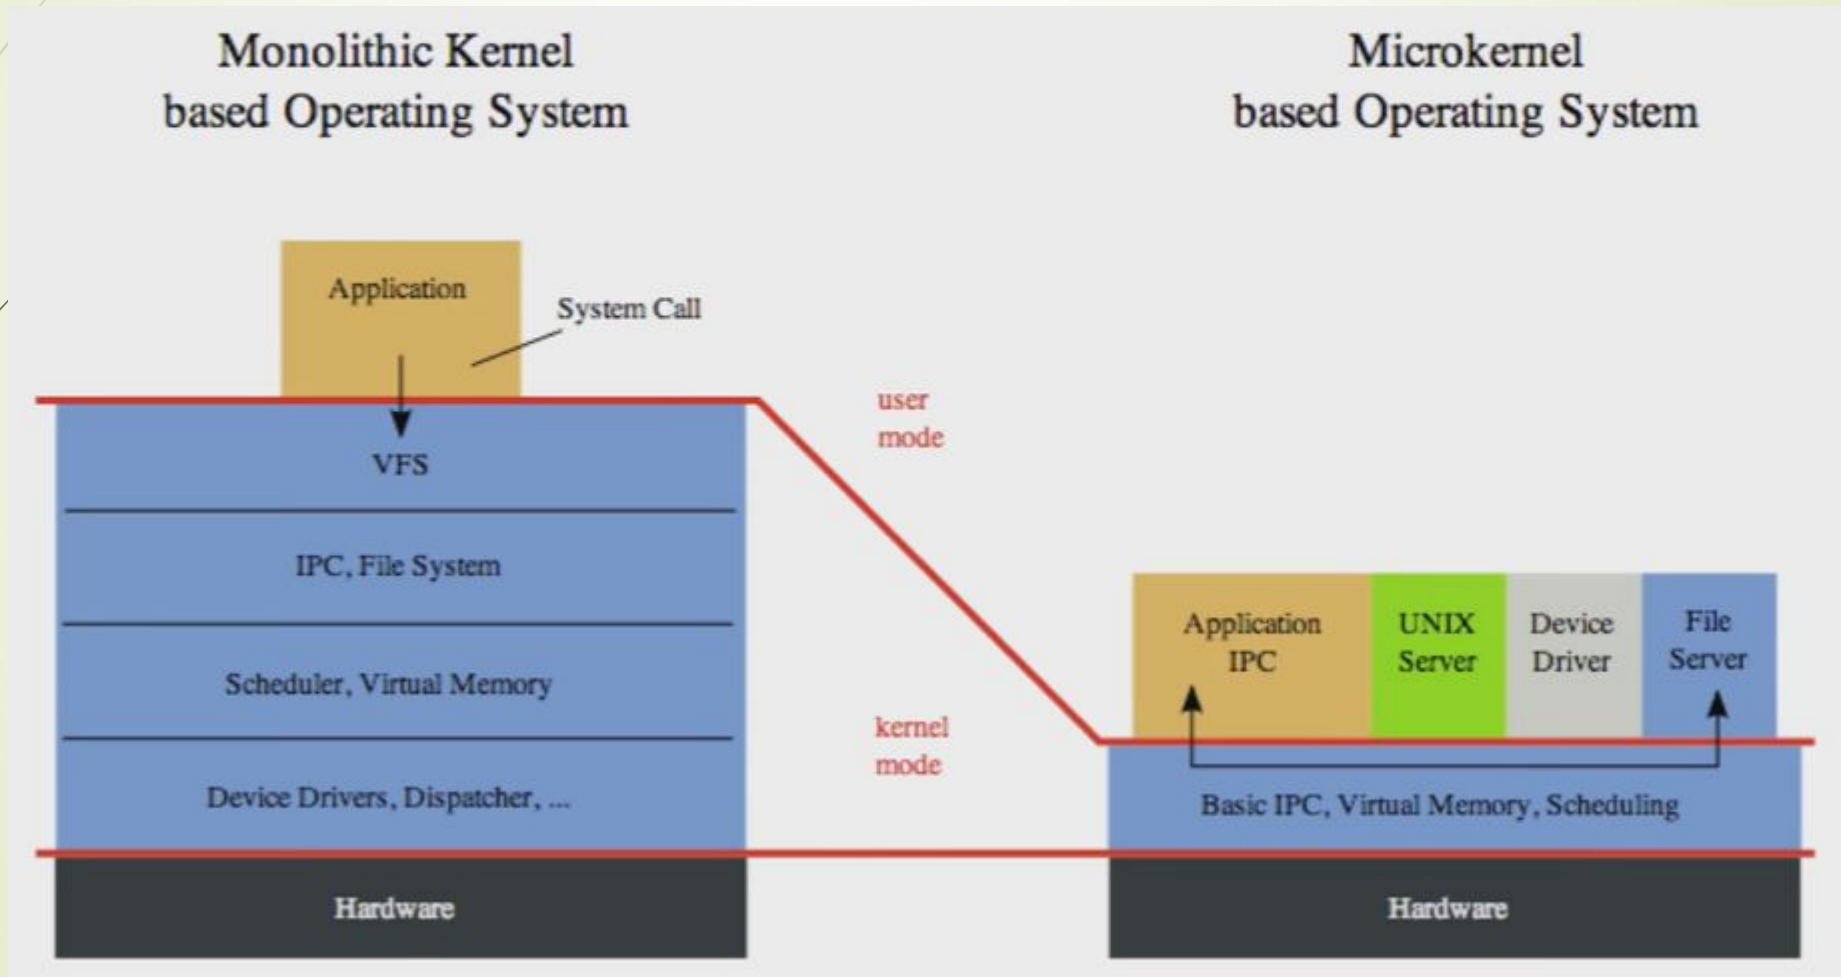 Monolithic Kernel
based Operating System
Microkernel
based Operating System
Application
System Call
user
mode
VFS
IPC, File System
Scheduler, Virtual Memory
kernel
mode
Device Drivers, Dispatcher, ...
Hardware
Application
IPC
UNIX
Server
Device
Driver
File
Server
Basic IPC, Virtual Memory, Scheduling
Hardware